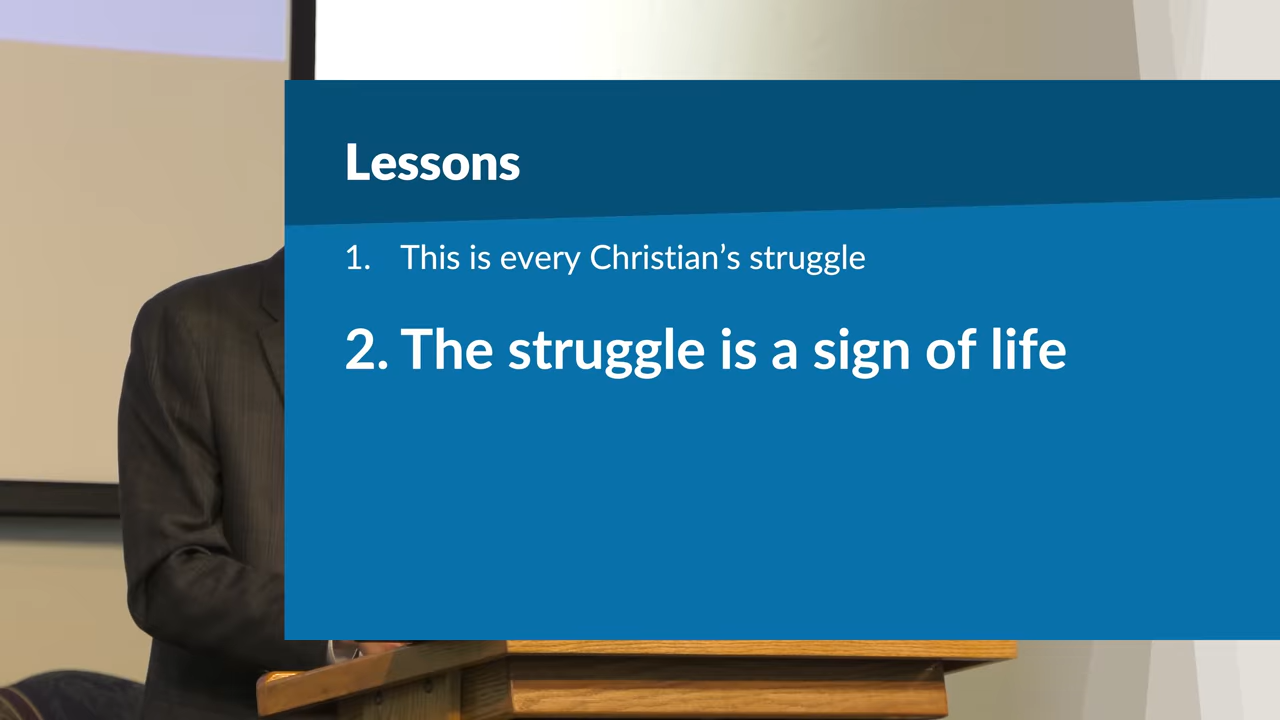 Lessons
1. This is every Christian’s struggle
2. The struggle is a sign of life